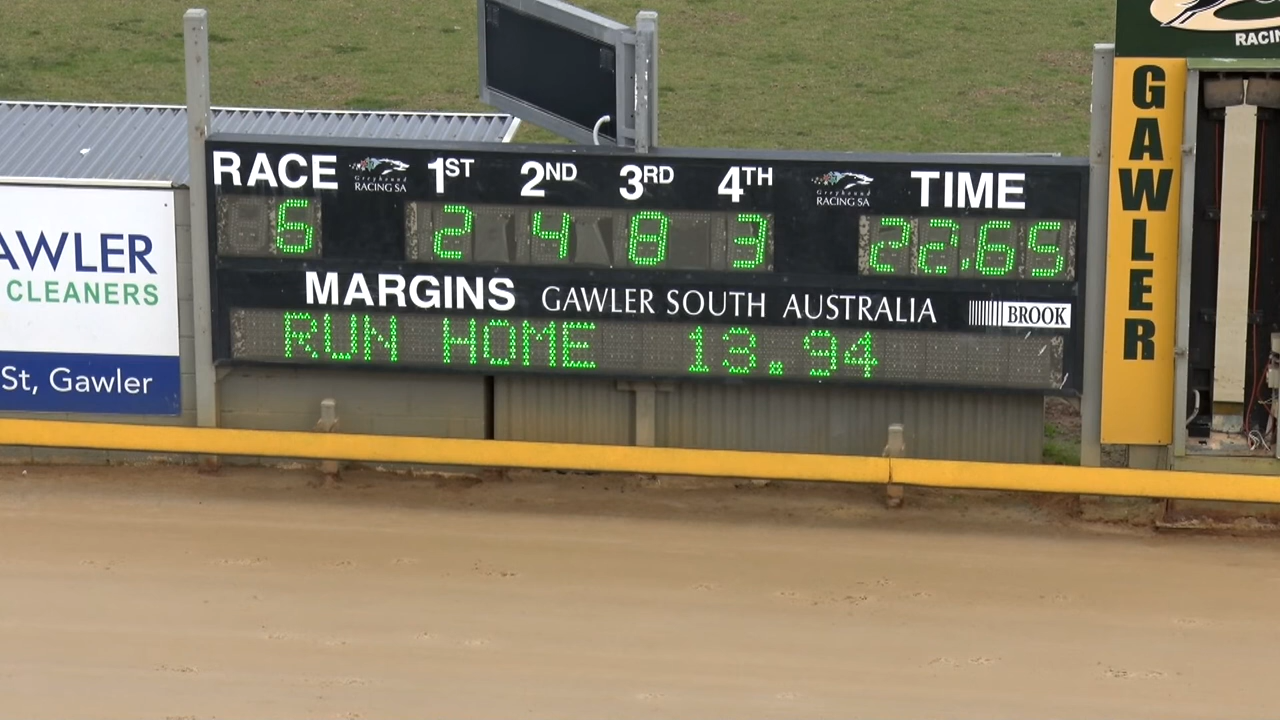 RACIN
GAWLER
RACE Greyhound RACING SA 1ST 2ND 3RD 4TH Greyhound RACING SA TIME
6 2 4 8 3 22.65
MARGINS GAWLER SOUTH AUSTRALIA BROOK
RUN HOME 13.94
AWLER
CLEANERS
St, Gawler